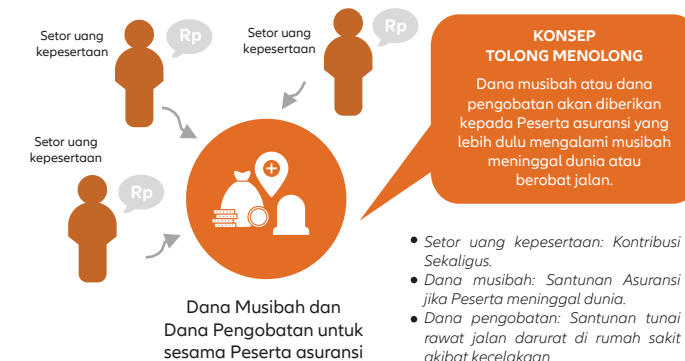 Setor uang
kepesertaan
Rp
Setor uang
kepesertaan
Rp
Setor uang
kepesertaan
Rp
Dana Musibah dan
Dana Pengobatan untuk
sesama Peserta asuransi
KONSEP
TOLONG MENOLONG
Dana musibah atau dana
pengobatan akan diberikan
kepada Peserta asuransi yang
lebih dulu mengalami musibah
meninggal dunia atau
berobat jalan.
• Setor uang kepesertaan: Kontribusi
Sekaligus.
• Dana musibah: Santunan Asuransi
jika Peserta meninggal dunia.
• Dana pengobatan: Santunan tunai
rawat jalan darurat di rumah sakit
akibat kecelakaan